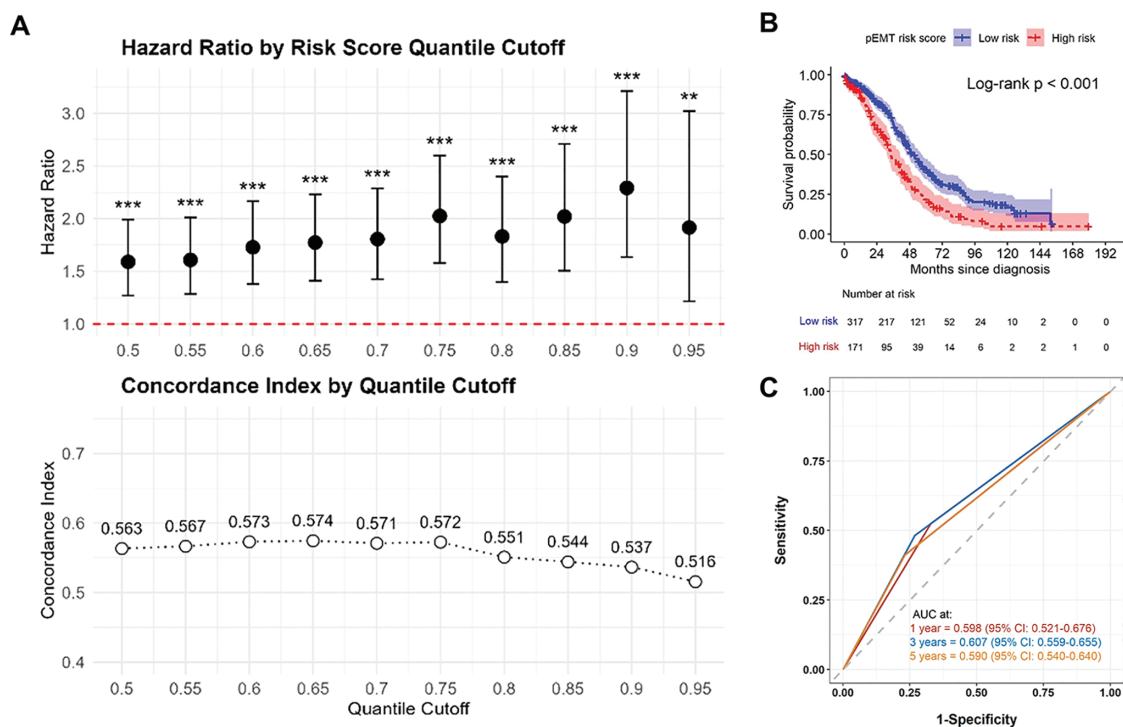 A
Hazard Ratio by Risk Score Quantile Cutoff
Hazard Ratio
3.0
2.5
2.0
1.5
1.0
*** *** *** *** *** *** *** *** *** **
0.5 0.55 0.6 0.65 0.7 0.75 0.8 0.85 0.9 0.95
Concordance Index by Quantile Cutoff
Concordance Index
0.7
0.6
0.5
0.4
0.563 0.567 0.573 0.574 0.571 0.572 0.551 0.544 0.537 0.516
0.5 0.55 0.6 0.65 0.7 0.75 0.8 0.85 0.9 0.95
Quantile Cutoff
B
pEMT risk score Low risk High risk
Log-rank p < 0.001
Survival probability
1.00
0.75
0.50
0.25
0.00
0 24 48 72 96 120 144 168 192
Months since diagnosis
Number at risk
Low risk 317 217 121 52 24 10 2 0 0
High risk 171 95 39 14 6 2 2 1 0
C
Sensitivity
1.00
0.75
0.50
0.25
0.00
AUC at:
1 year = 0.598 (95% CI: 0.521-0.676)
3 years = 0.607 (95% CI: 0.559-0.655)
5 years = 0.590 (95% CI: 0.540-0.640)
0.00 0.25 0.50 0.75 1.00
1-Specificity